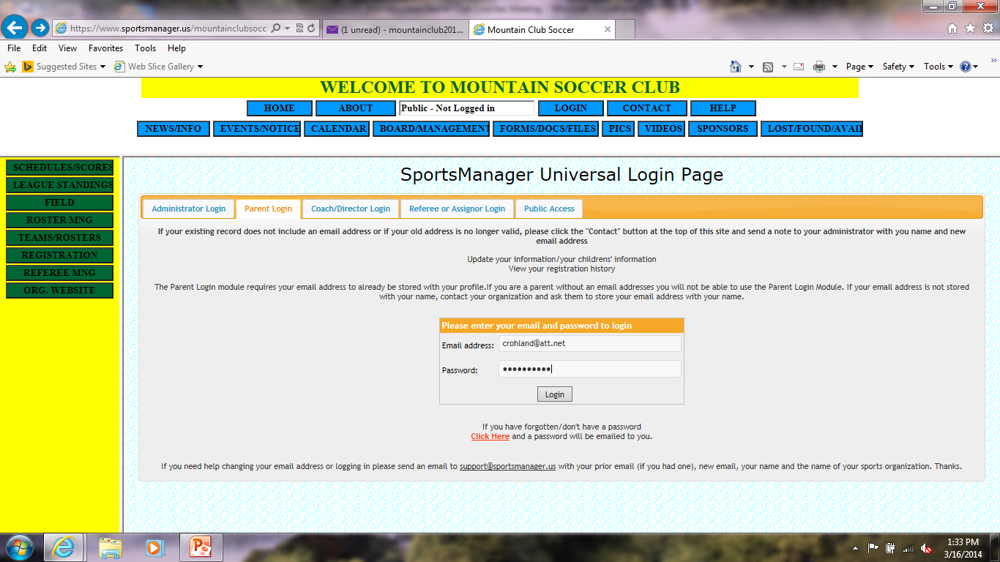 https://www.sportsmanager.us/mountainclubsocc
(1 unread) - mountainclub201...
Mountain Club Soccer
File Edit View Favorites Tools Help
Suggested Sites Web Slice Gallery
Page Safety Tools
WELCOME TO MOUNTAIN SOCCER CLUB
HOME ABOUT Public - Not Logged in LOGIN CONTACT HELP
NEWS/INFO EVENTS/NOTICE CALENDAR BOARD/MANAGEMENT FORMS/DOCS/FILES PICS VIDEOS SPONSORS LOST/FOUND/AVAI
SCHEDULES/SCORES
LEAGUE STANDINGS
FIELD
ROSTER MNG
TEAMS/ROSTERS
REGISTRATION
REFEREE MNG
ORG. WEBSITE
SportsManager Universal Login Page
Administrator Login Parent Login Coach/Director Login Referee or Assignor Login Public Access
If your existing record does not include an email address or if your old address is no longer valid, please click the "Contact" button at the top of this site and send a note to your administrator with you name and new
email address
Update your information/your childrens' information
View your registration history
The Parent Login module requires your email address to already be stored with your profile.If you are a parent without an email addresses you will not be able to use the Parent Login Module. If your email address is not stored
with your name, contact your organization and ask them to store your email address with your name.
Please enter your email and password to login
Email address: crohland@att.net
Password: ••••••••••
Login
If you have forgotten/don't have a password
Click Here and a password will be emailed to you.
If you need help changing your email address or logging in please send an email to support@sportsmanager.us with your prior email (if you had one), new email, your name and the name of your sports organization. Thanks.
1:33 PM
3/16/2014